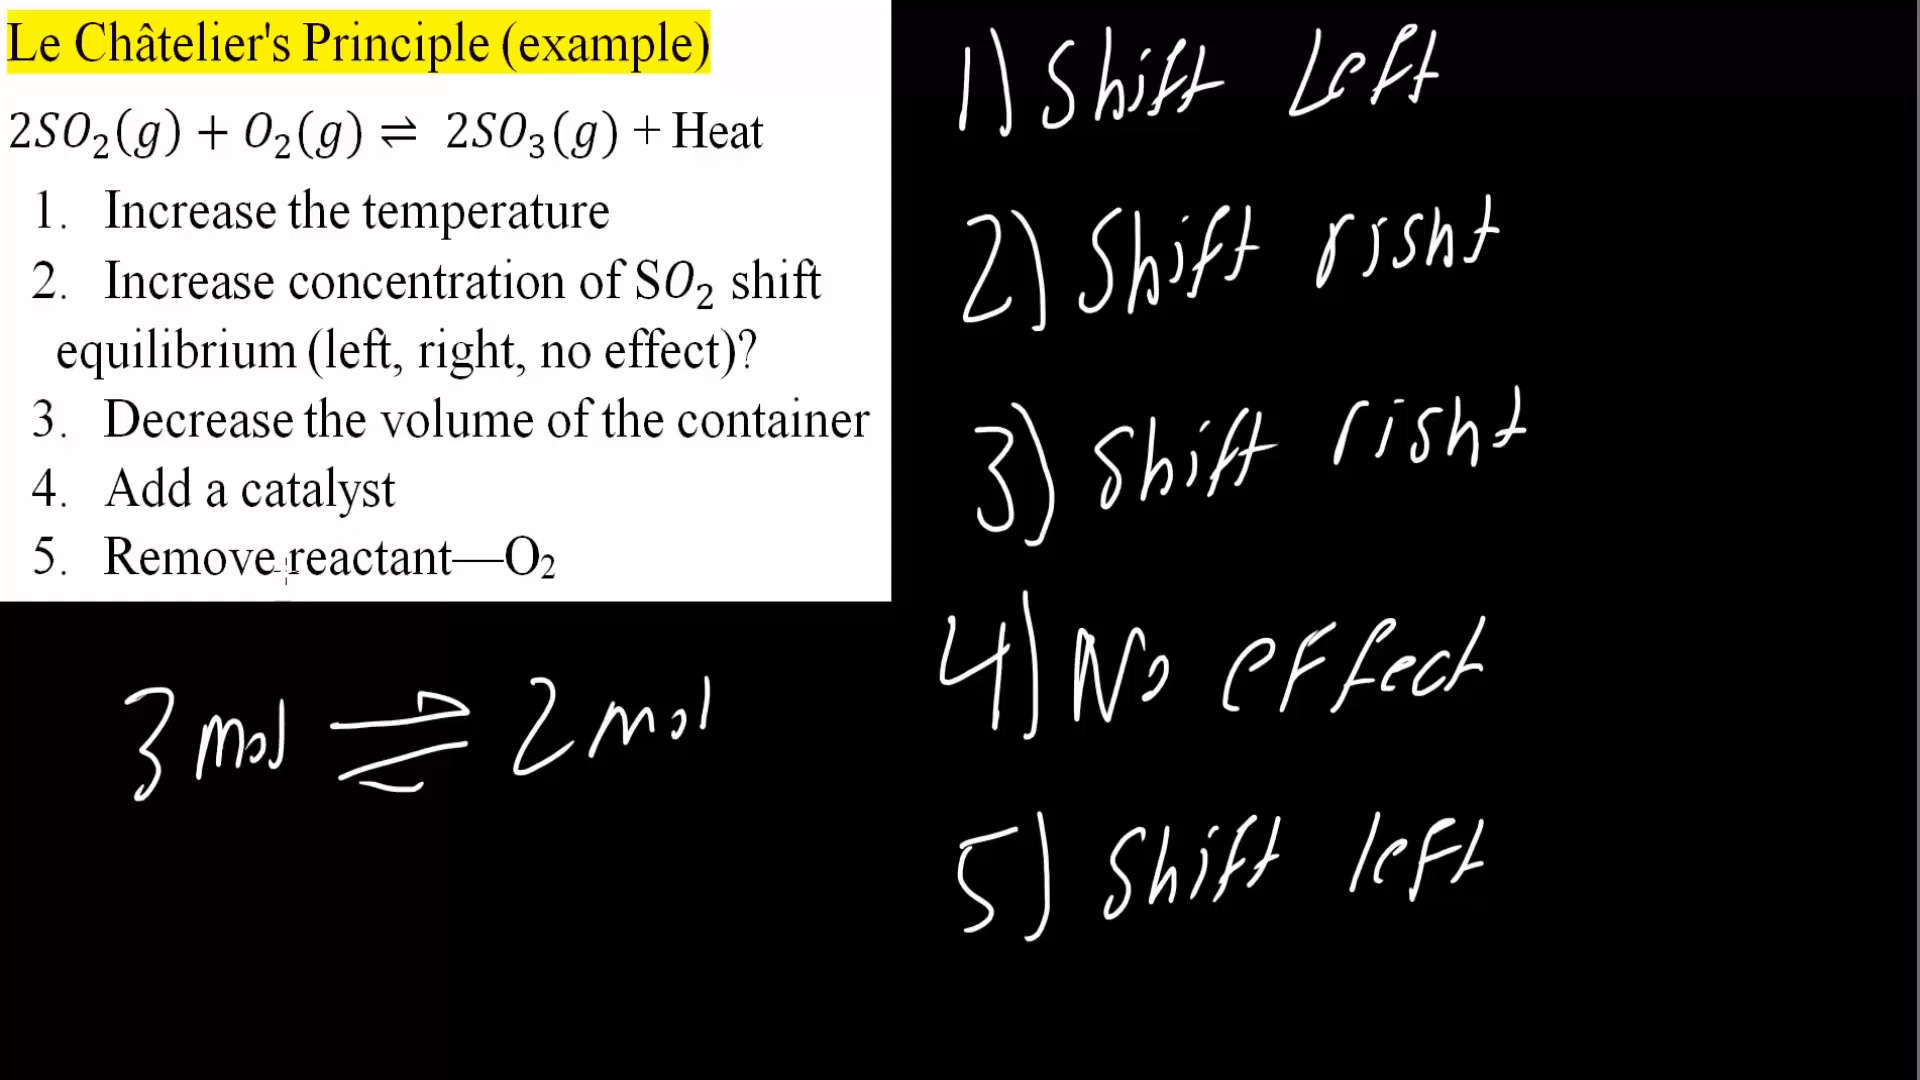 Le Châtelier's Principle (example)
2SO₂(g) + O₂(g) ⇌ 2SO₃(g) + Heat
1. Increase the temperature
2. Increase concentration of SO₂ shift
equilibrium (left, right, no effect)?
3. Decrease the volume of the container
4. Add a catalyst
5. Remove reactant—O₂
3 mol ⇌ 2 mol
1) Shift Left
2) Shift right
3) Shift right
4) No effect
5) Shift left